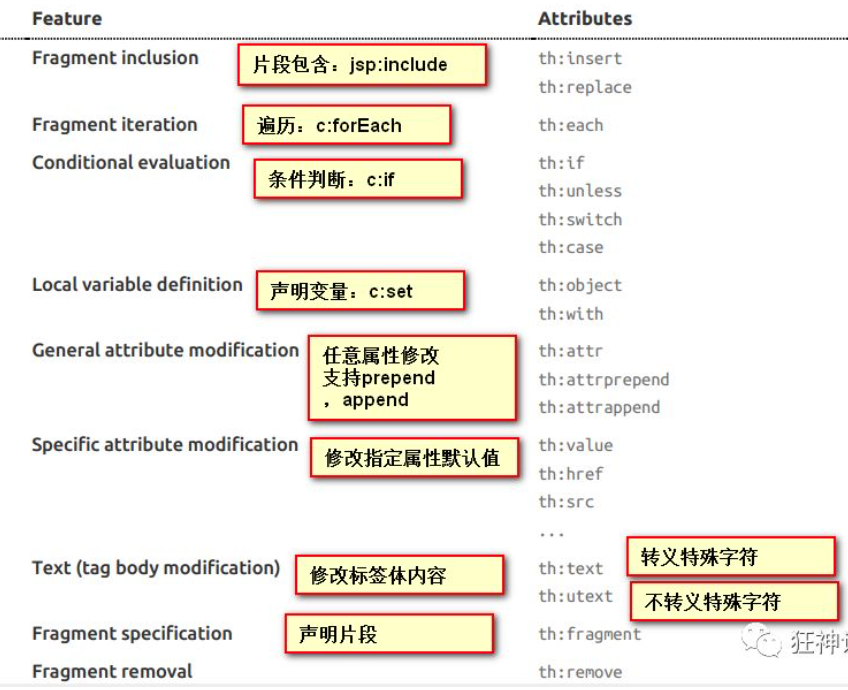 Feature Attributes
Fragment inclusion 片段包含：jsp:include th:insert
th:replace
Fragment iteration 遍历：c:forEach th:each
Conditional evaluation 条件判断：c:if th:if
th:unless
th:switch
th:case
Local variable definition 声明变量：c:set th:object
th:with
General attribute modification 任意属性修改 th:attr
支持prepend th:attrprepend
，append th:attrappend
Specific attribute modification 修改指定属性默认值 th:value
th:href
th:src
...
Text (tag body modification) 修改标签体内容 th:text 转义特殊字符
th:utext 不转义特殊字符
Fragment specification 声明片段 th:fragment
狂神
Fragment removal th:remove